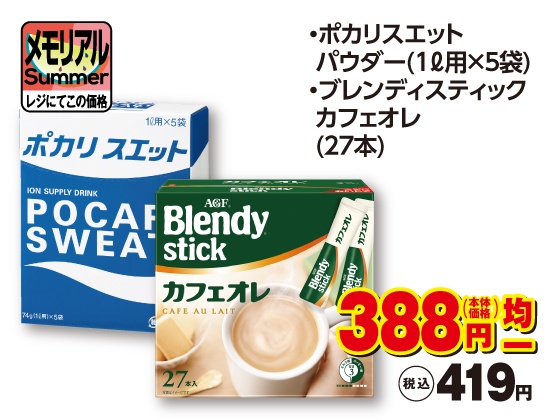 メモリアル
Summer
レジにてこの価格
•ポカリスエット
パウダー(1ℓ用×5袋)
•ブレンディスティック
カフェオレ
(27本)
1ℓ用×5袋
ポカリ スエット
ION SUPPLY DRINK
POCAR
SWEAT
74g(1ℓ用)×5袋
AGF
Blendy
stick
カフェオレ
CAFE AU LAIT
27本入
カフェオレ
Blendy
stick
388円(本体価格)均一
税込419円